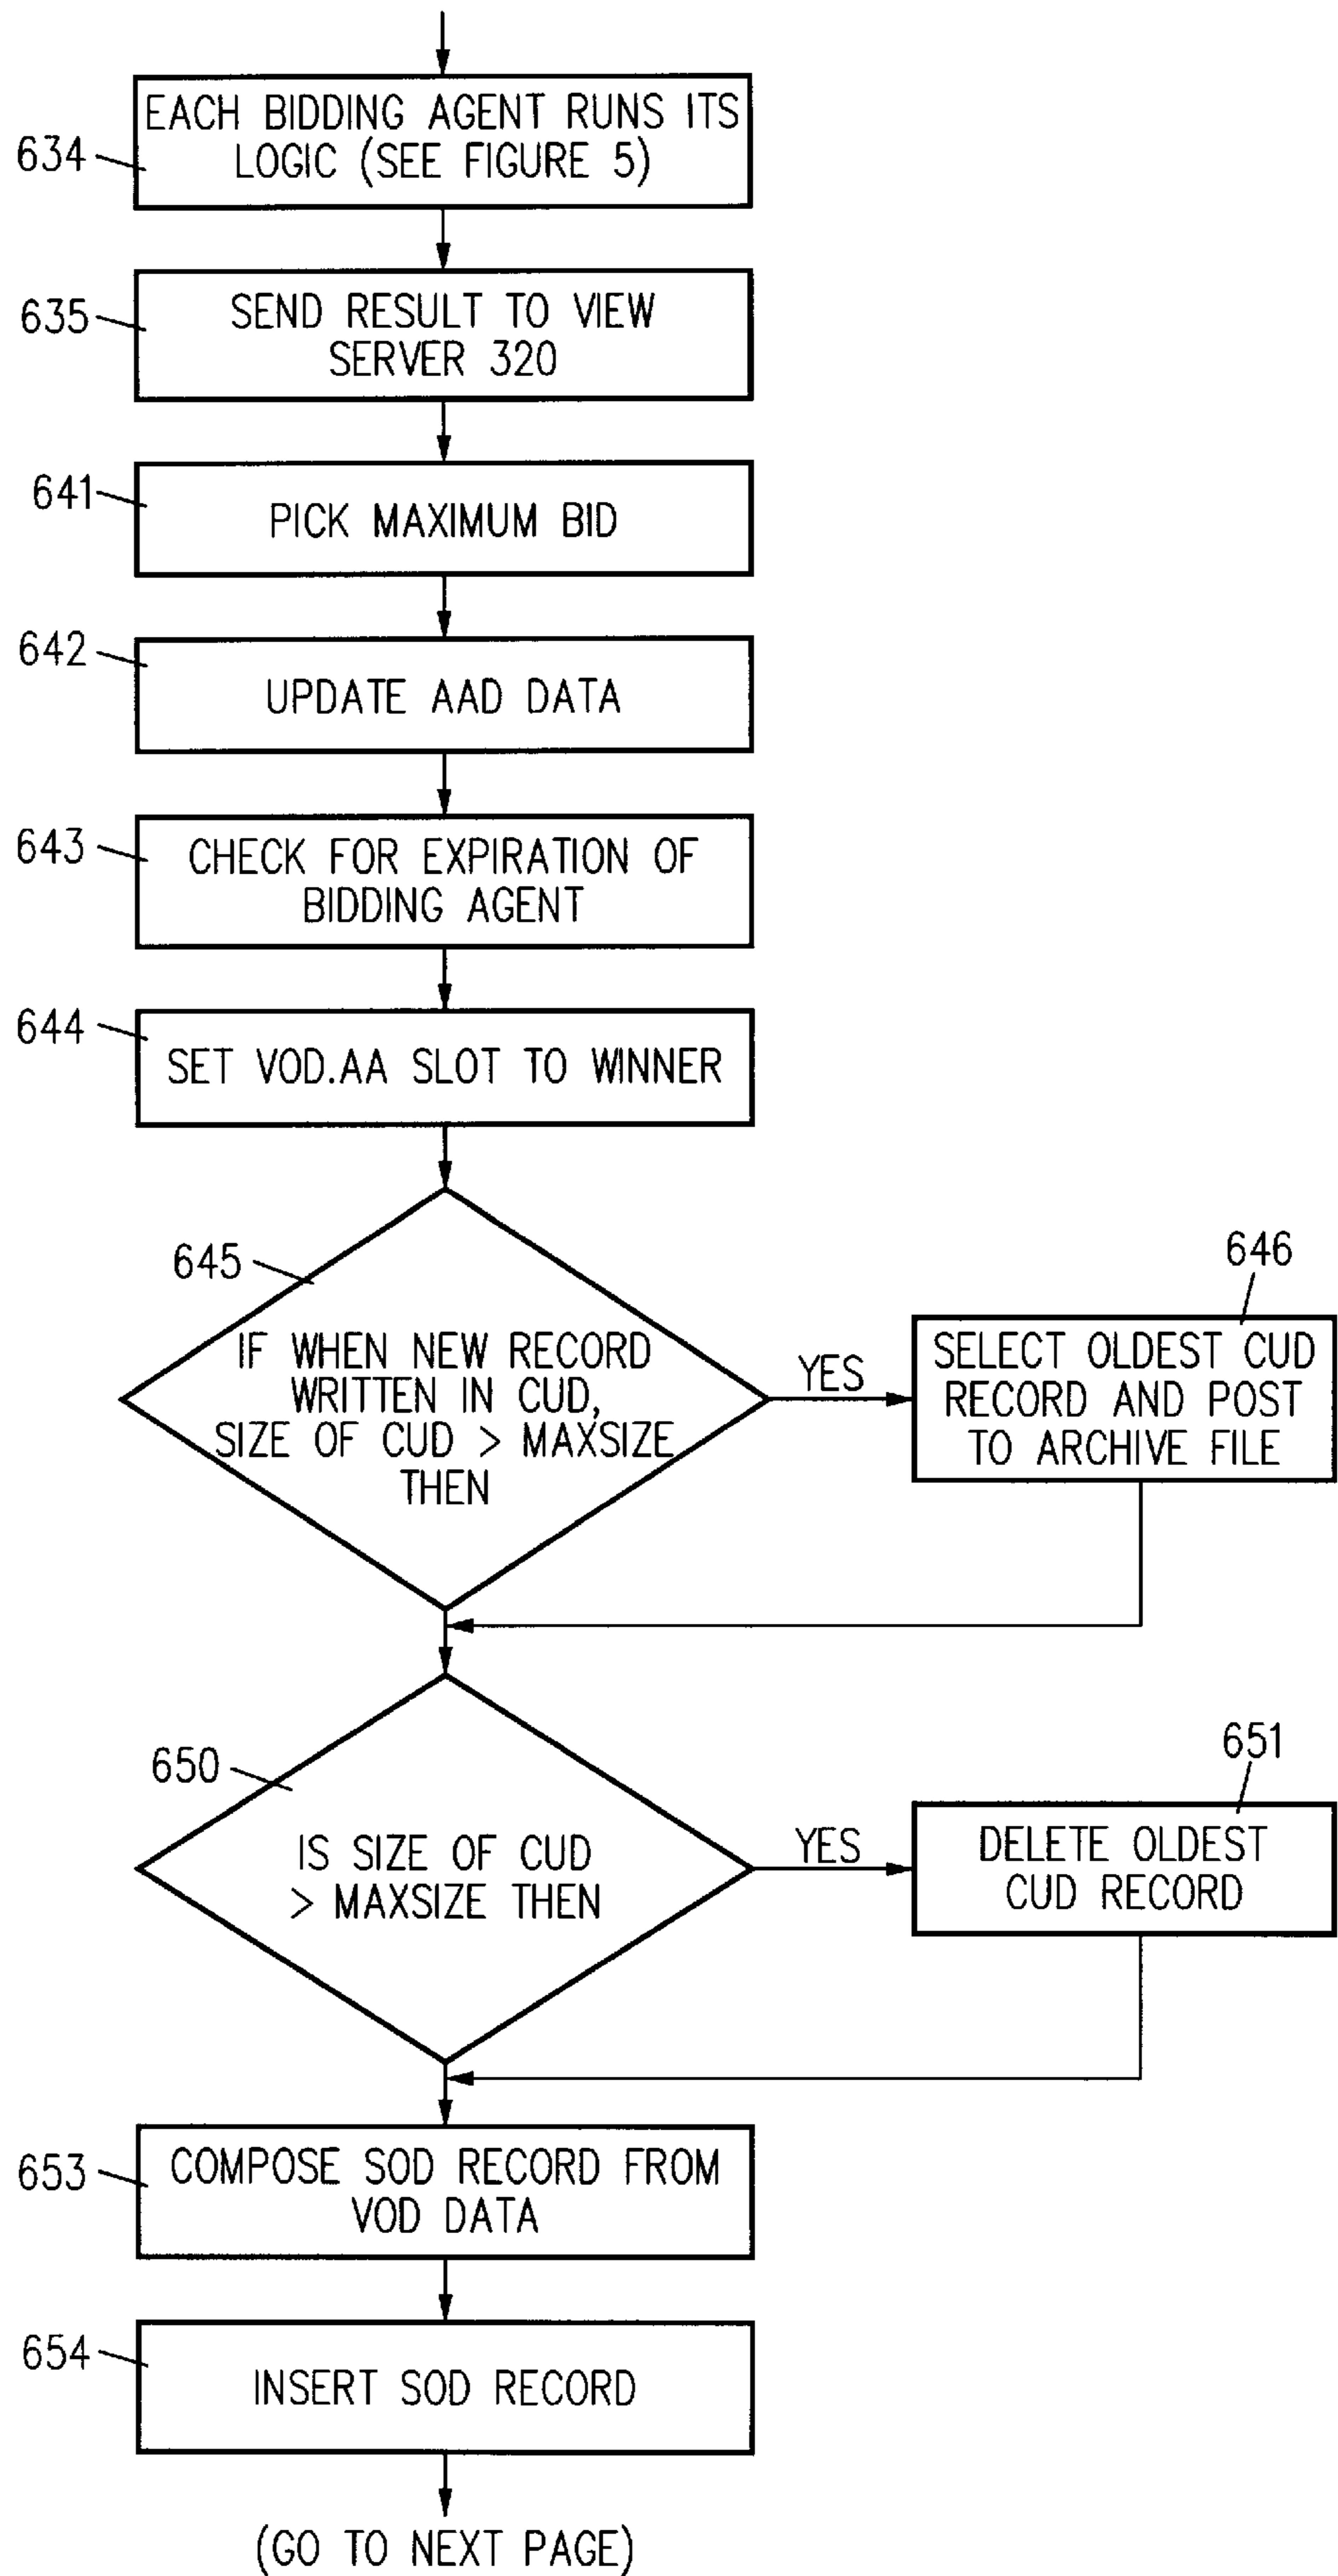 EACH BIDDING AGENT RUNS ITS
634
LOGIC (SEE FIGURE 5)
635
SEND RESULT TO VIEW
SERVER 320
641
PICK MAXIMUM BID
642
UPDATE AAD DATA
643
CHECK FOR EXPIRATION OF
BIDDING AGENT
644
SET VOD.AA SLOT TO WINNER
645
IF WHEN NEW RECORD
WRITTEN IN CUD,
SIZE OF CUD > MAXSIZE
THEN
YES
646
SELECT OLDEST CUD
RECORD AND POST
TO ARCHIVE FILE
650
IS SIZE OF CUD
> MAXSIZE THEN
YES
651
DELETE OLDEST
CUD RECORD
653
COMPOSE SOD RECORD FROM
VOD DATA
654
INSERT SOD RECORD
(GO TO NEXT PAGE)